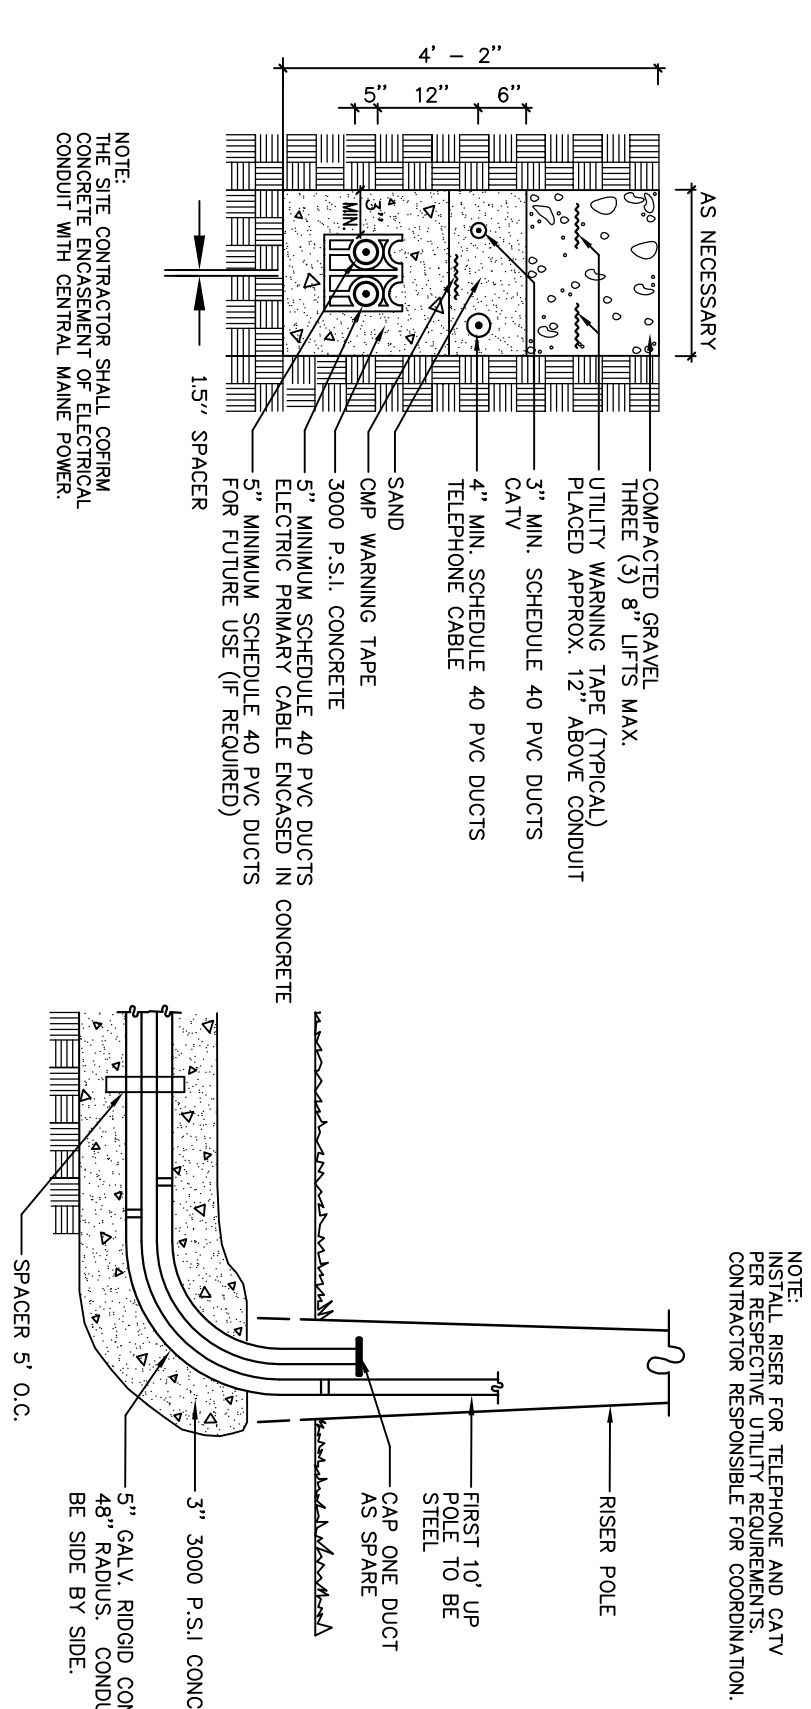 4' - 2"
5"
12"
6"
AS NECESSARY
3"
MIN.
1.5" SPACER
COMPACTED GRAVEL
THREE (3) 8" LIFTS MAX.
UTILITY WARNING TAPE (TYPICAL)
PLACED APPROX. 12" ABOVE CONDUIT
3" MIN. SCHEDULE 40 PVC DUCTS
CATV
4" MIN. SCHEDULE 40 PVC DUCTS
TELEPHONE CABLE
SAND
CMP WARNING TAPE
3000 P.S.I. CONCRETE
5" MINIMUM SCHEDULE 40 PVC DUCTS
ELECTRIC PRIMARY CABLE ENCASED IN CONCRETE
5" MINIMUM SCHEDULE 40 PVC DUCTS
FOR FUTURE USE (IF REQUIRED)
NOTE:
THE SITE CONTRACTOR SHALL COFIRM
CONCRETE ENCASEMENT OF ELECTRICAL
CONDUIT WITH CENTRAL MAINE POWER.
NOTE:
INSTALL RISER FOR TELEPHONE AND CATV
PER RESPECTIVE UTILITY REQUIREMENTS.
CONTRACTOR RESPONSIBLE FOR COORDINATION.
RISER POLE
FIRST 10' UP
POLE TO BE
STEEL
CAP ONE DUCT
AS SPARE
3" 3000 P.S.I CONC
5" GALV. RIDGID CON
48" RADIUS. CONDU
BE SIDE BY SIDE.
SPACER 5' O.C.